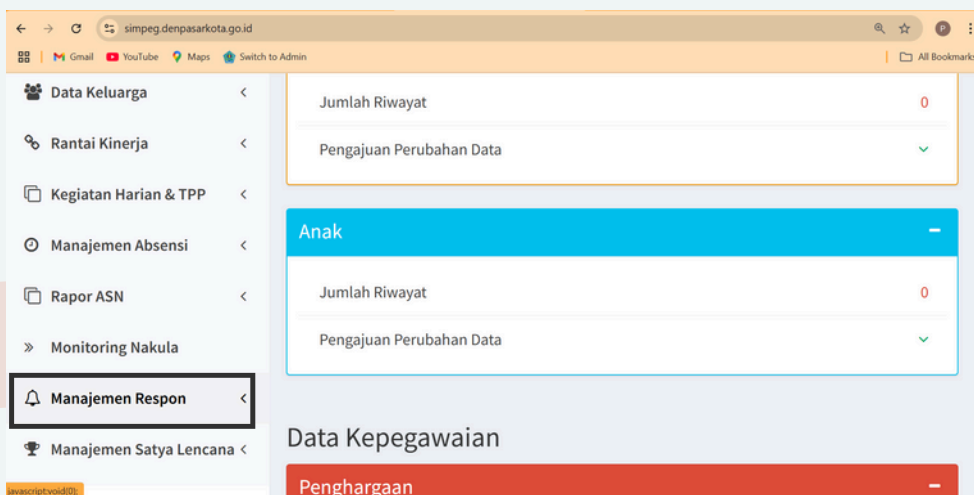 simpeg.denpasarkota.go.id
P
Gmail YouTube Maps Switch to Admin All Bookmarks
Data Keluarga
Rantai Kinerja
Kegiatan Harian & TPP
Manajemen Absensi
Rapor ASN
Monitoring Nakula
Manajemen Respon
Manajemen Satya Lencana
javascript:void(0);
Jumlah Riwayat 0
Pengajuan Perubahan Data
Anak
Jumlah Riwayat 0
Pengajuan Perubahan Data
Data Kepegawaian
Penghargaan